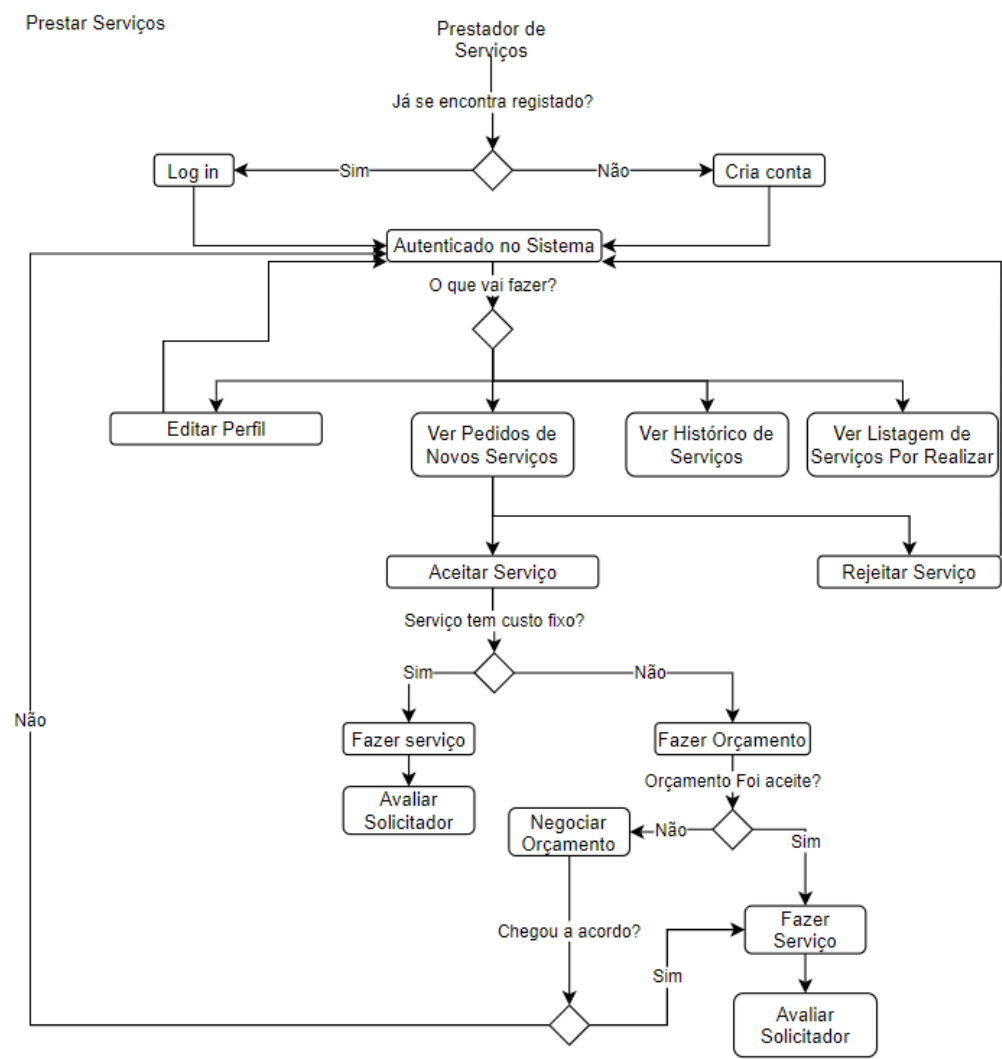 Prestar Serviços
Prestador de
Serviços
Já se encontra registado?
Log in
Sim
Não
Cria conta
Autenticado no Sistema
O que vai fazer?
Editar Perfil
Ver Pedidos de
Novos Serviços
Ver Histórico de
Serviços
Ver Listagem de
Serviços Por Realizar
Aceitar Serviço
Rejeitar Serviço
Serviço tem custo fixo?
Sim
Não
Não
Fazer serviço
Fazer Orçamento
Orçamento Foi aceite?
Avaliar
Solicitador
Negociar
Orçamento
Não
Sim
Chegou a acordo?
Fazer
Serviço
Sim
Avaliar
Solicitador